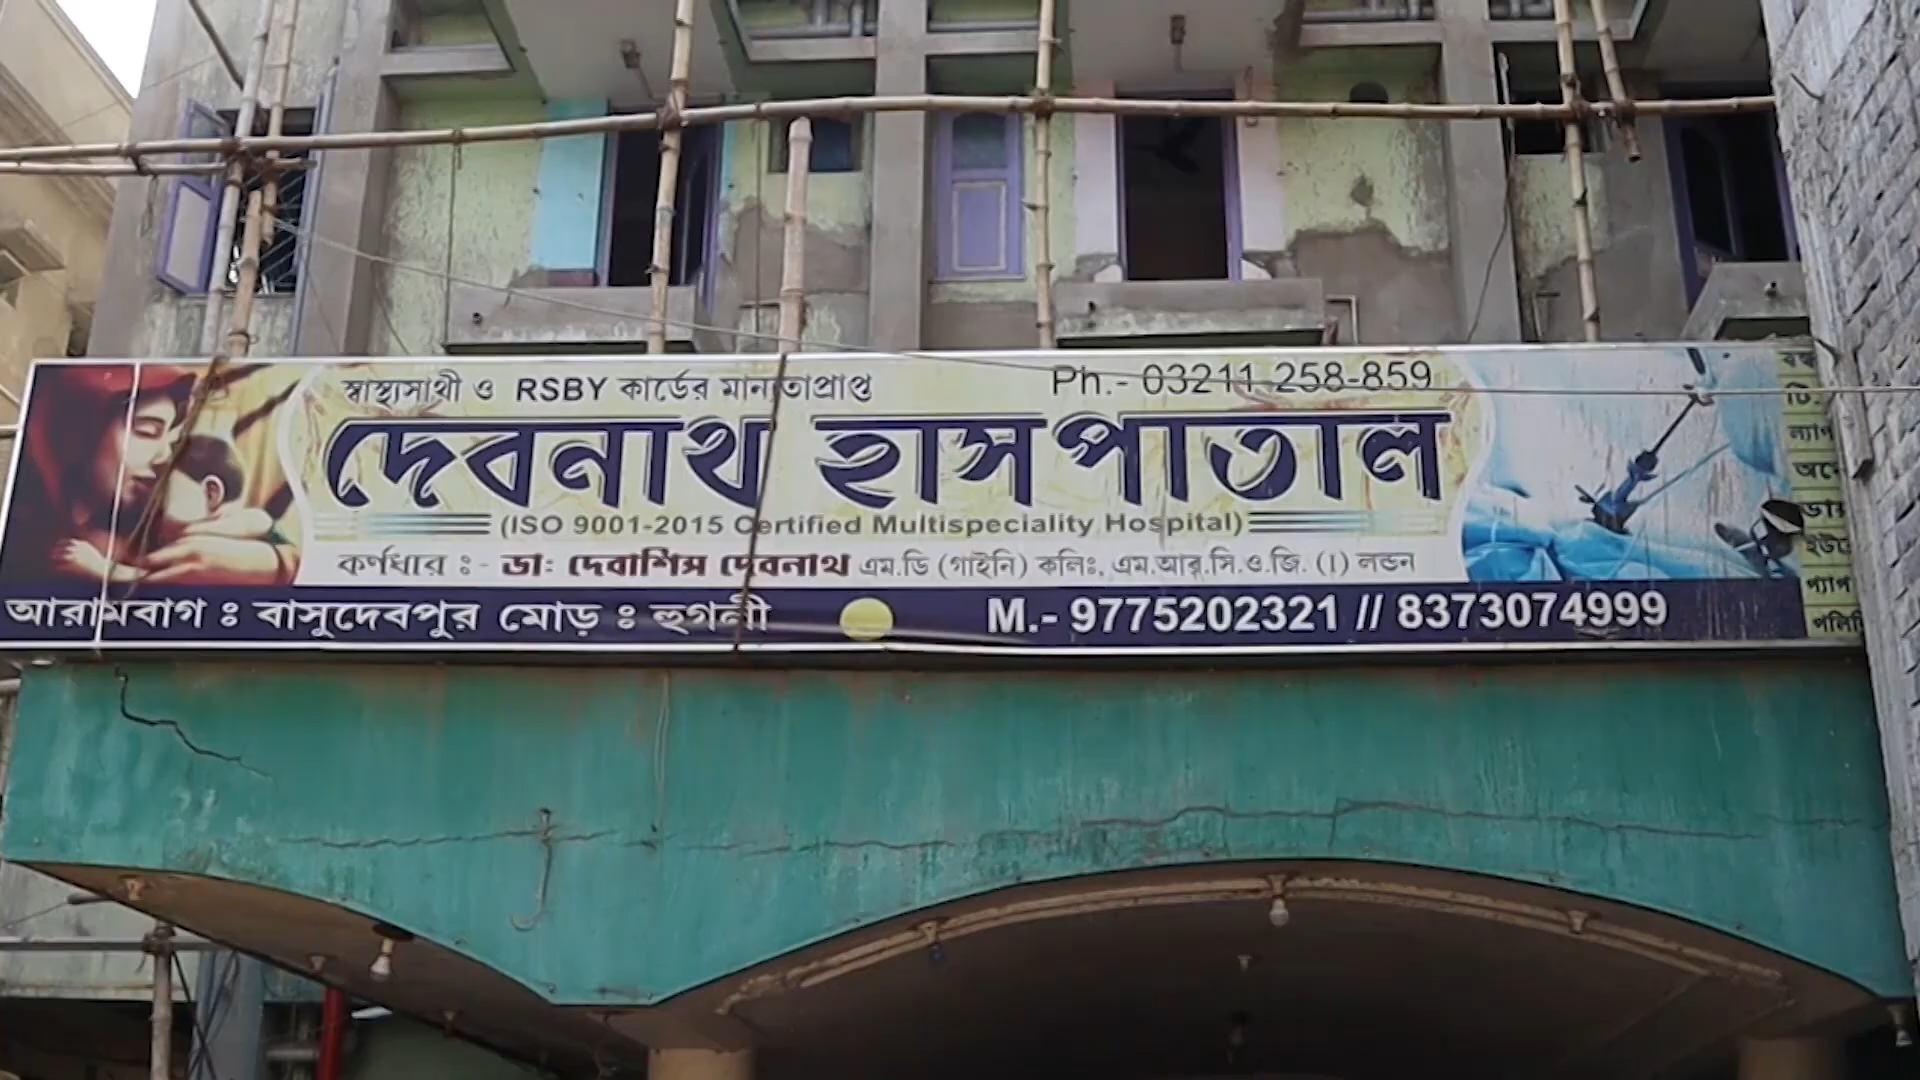 স্বাস্থ্যসাথী ও RSBY কার্ডের মান্যতাপ্রাপ্ত
Ph.- 03211-258-859
দেবনাথ হাসপাতাল
(ISO 9001-2015 Certified Multispeciality Hospital)
কর্ণধার ঃ- ডাঃ দেবাশিস দেবনাথ এম.ডি (গাইনি) কলিঃ, এম.আর.সি.ও.জি. (I) লন্ডন
আরামবাগ ঃ বাসুদেবপুর মোড় ঃ হুগলী
M.- 9775202321 // 8373074999